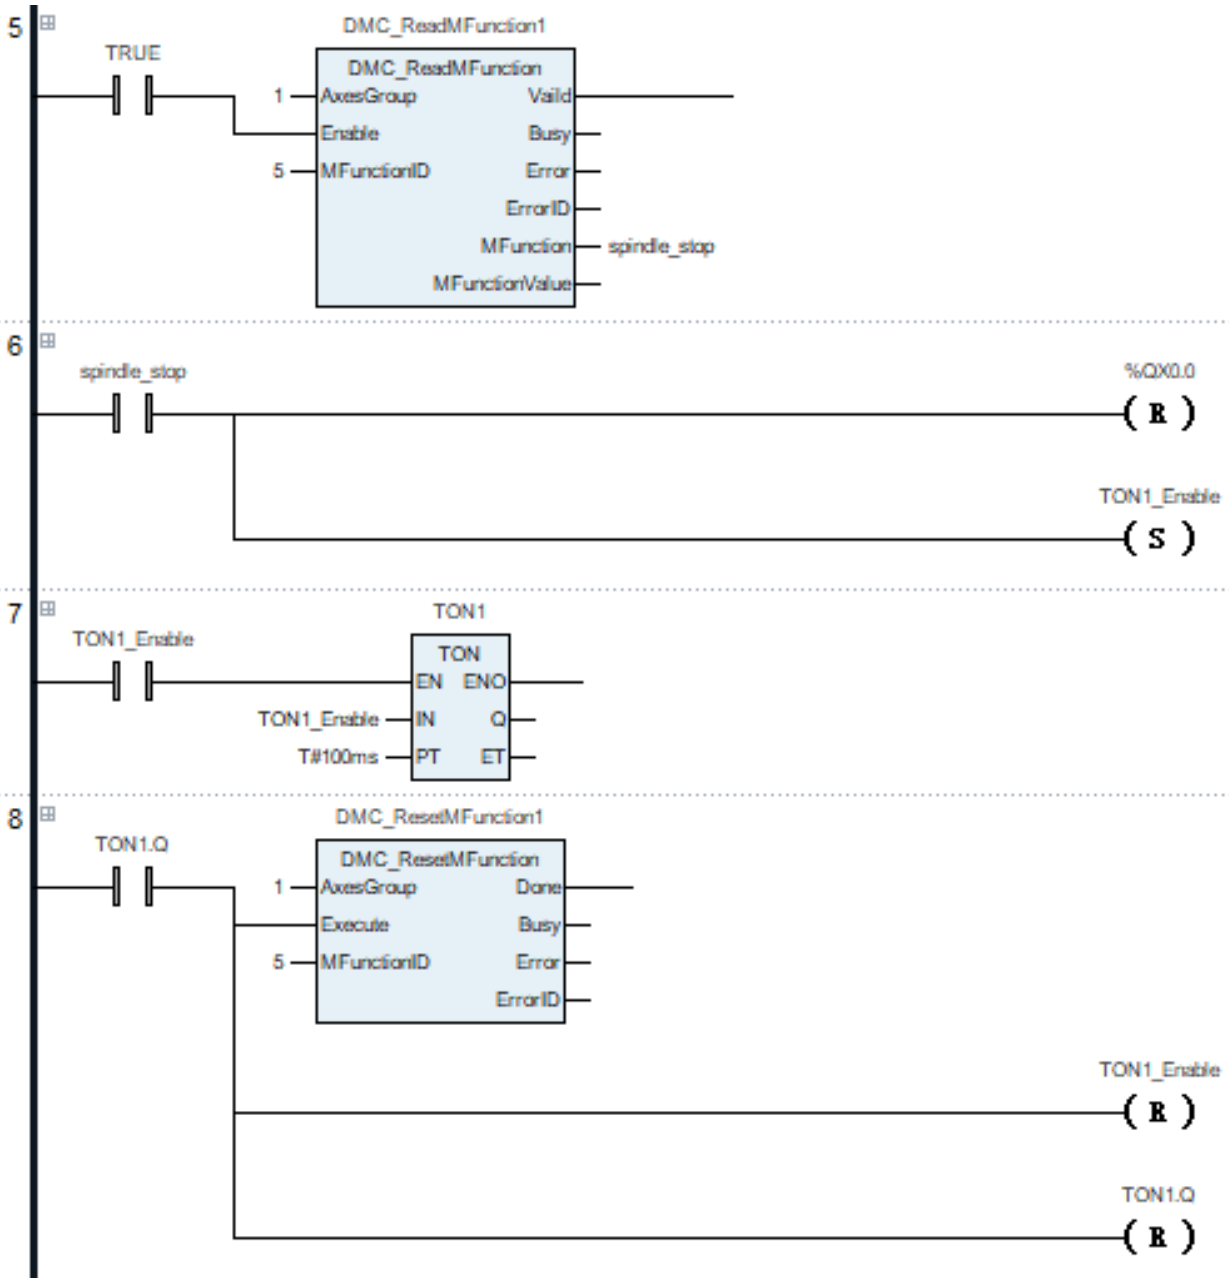 5
DMC_ReadMFunction1
TRUE
DMC_ReadMFunction
1 AxesGroup Vaild
Enable Busy
5 MFunctionID Error
ErrorID
MFunction spindle_stop
MFunctionValue
6
spindle_stop %QX0.0
( R )
TON1_Enable
( S )
7
TON1
TON1_Enable
TON
EN ENO
TON1_Enable IN Q
T#100ms PT ET
8
DMC_ResetMFunction1
TON1.Q
DMC_ResetMFunction
1 AxesGroup Done
Execute Busy
5 MFunctionID Error
ErrorID
TON1_Enable
( R )
TON1.Q
( R )